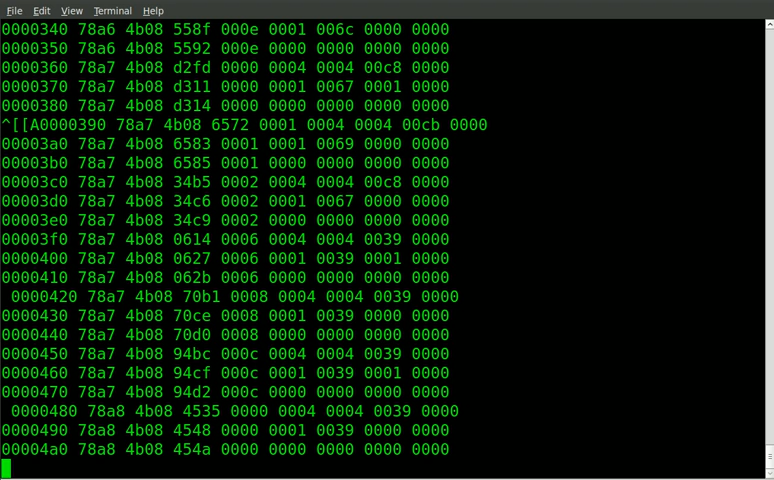 File Edit View Terminal Help
0000340 78a6 4b08 558f 000e 0001 006c 0000 0000
0000350 78a6 4b08 5592 000e 0000 0000 0000 0000
0000360 78a7 4b08 d2fd 0000 0004 0004 00c8 0000
0000370 78a7 4b08 d311 0000 0001 0067 0001 0000
0000380 78a7 4b08 d314 0000 0000 0000 0000 0000
^[[A0000390 78a7 4b08 6572 0001 0004 0004 00cb 0000
00003a0 78a7 4b08 6583 0001 0001 0069 0000 0000
00003b0 78a7 4b08 6585 0001 0000 0000 0000 0000
00003c0 78a7 4b08 34b5 0002 0004 0004 00c8 0000
00003d0 78a7 4b08 34c6 0002 0001 0067 0000 0000
00003e0 78a7 4b08 34c9 0002 0000 0000 0000 0000
00003f0 78a7 4b08 0614 0006 0004 0004 0039 0000
0000400 78a7 4b08 0627 0006 0001 0039 0001 0000
0000410 78a7 4b08 062b 0006 0000 0000 0000 0000
 0000420 78a7 4b08 70b1 0008 0004 0004 0039 0000
0000430 78a7 4b08 70ce 0008 0001 0039 0000 0000
0000440 78a7 4b08 70d0 0008 0000 0000 0000 0000
0000450 78a7 4b08 94bc 000c 0004 0004 0039 0000
0000460 78a7 4b08 94cf 000c 0001 0039 0001 0000
0000470 78a7 4b08 94d2 000c 0000 0000 0000 0000
 0000480 78a8 4b08 4535 0000 0004 0004 0039 0000
0000490 78a8 4b08 4548 0000 0001 0039 0000 0000
00004a0 78a8 4b08 454a 0000 0000 0000 0000 0000